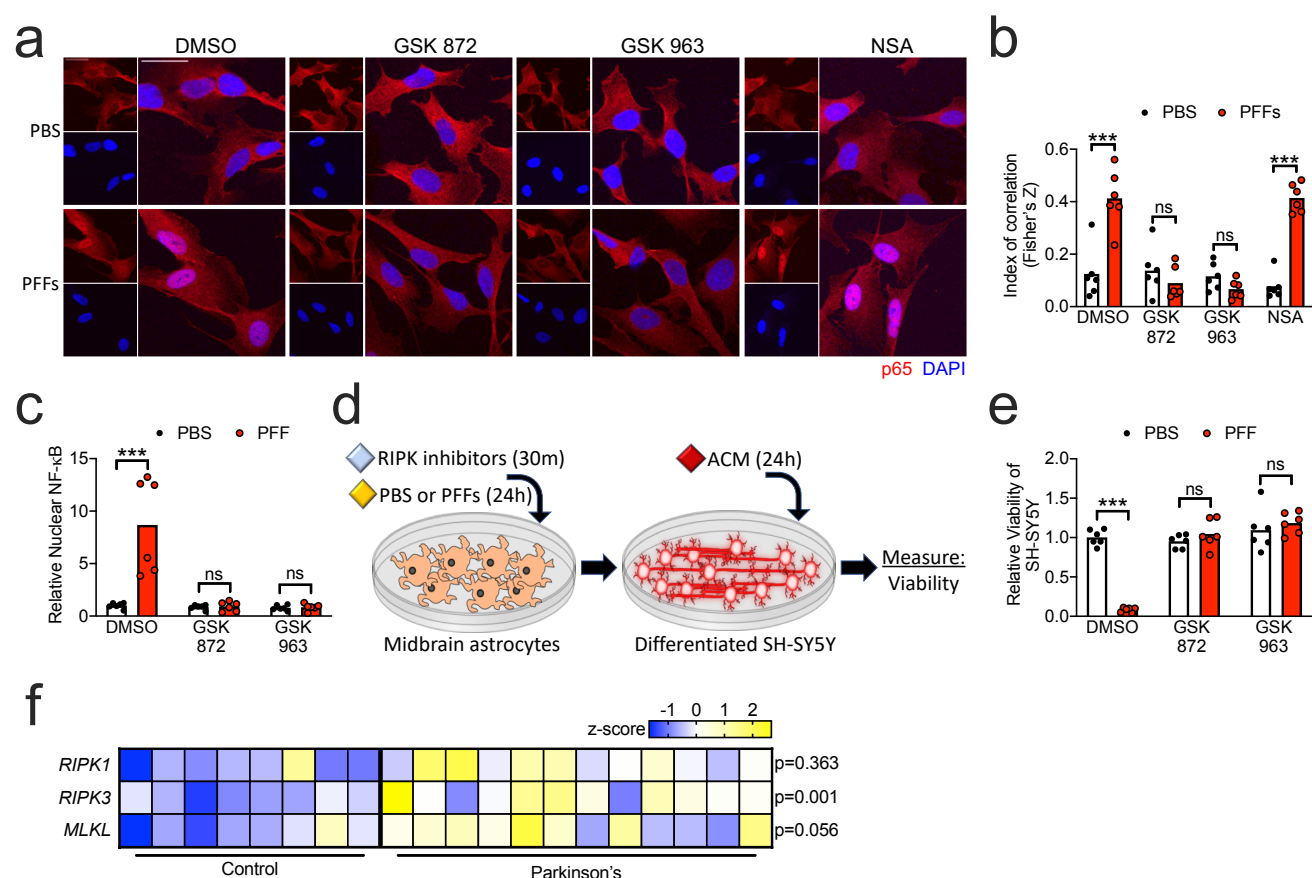 a
DMSO
GSK 872
GSK 963
NSA
PBS
PFFs
p65 DAPI
b
PBS PFFs
Index of correlation
(Fisher's Z)
0.6
0.4
0.2
0.0
***
ns
ns
***
DMSO
GSK
872
GSK
963
NSA
c
PBS PFF
Relative Nuclear NF-κB
15
10
5
0
***
ns
ns
DMSO
GSK
872
GSK
963
d
RIPK inhibitors (30m)
PBS or PFFs (24h)
ACM (24h)
Measure:
Viability
Midbrain astrocytes
Differentiated SH-SY5Y
e
PBS PFF
Relative Viability of
SH-SY5Y
2.0
1.5
1.0
0.5
0.0
***
ns
ns
DMSO
GSK
872
GSK
963
f
z-score
-1 0 1 2
RIPK1 p=0.363
RIPK3 p=0.001
MLKL p=0.056
Control
Parkinson's